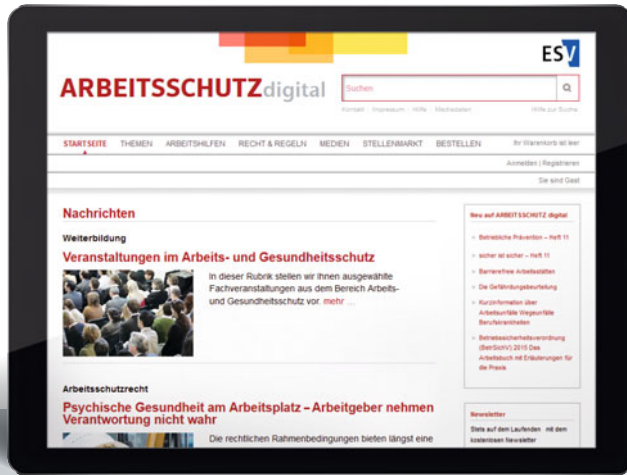 ESV
ARBEITSSCHUTZdigital
Suchen
Kontakt Impressum Hilfe Mediadaten
Hilfe zur Suche
STARTSEITE THEMEN ARBEITSHILFEN RECHT & REGELN MEDIEN STELLENMARKT BESTELLEN
Ihr Warenkorb ist leer
Anmelden | Registrieren
Sie sind Gast
Nachrichten
Weiterbildung
Veranstaltungen im Arbeits- und Gesundheitsschutz
In dieser Rubrik stellen wir Ihnen ausgewählte
Fachveranstaltungen aus dem Bereich Arbeits-
und Gesundheitsschutz vor. mehr ...
Arbeitsschutzrecht
Psychische Gesundheit am Arbeitsplatz – Arbeitgeber nehmen
Verantwortung nicht wahr
Die rechtlichen Rahmenbedingungen bieten längst eine
Neu auf ARBEITSSCHUTZ digital
» Betriebliche Prävention – Heft 11
» sicher ist sicher – Heft 11
» Barrierefreie Arbeitsstätten
» Die Gefährdungsbeurteilung
» Kurzinformation über
Arbeitsunfälle Wegeunfälle
Berufskrankheiten
» Betriebssicherheitsverordnung
(BetrSichV) 2015 Das
Arbeitsbuch mit Erläuterungen für
die Praxis
Newsletter
Stets auf dem Laufenden mit dem
kostenlosen Newsletter